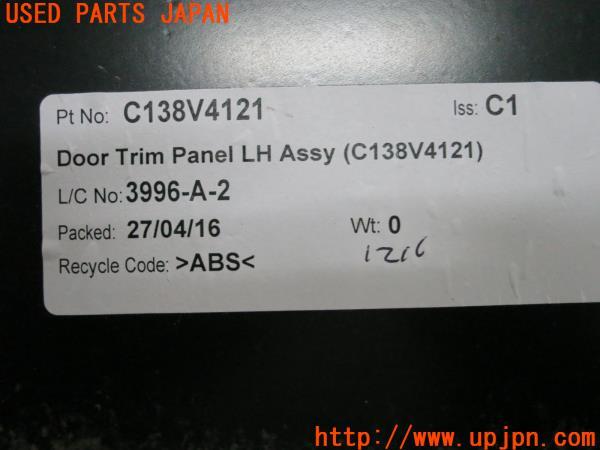 USED PARTS JAPAN
Pt No: C138V4121 Iss: C1
Door Trim Panel LH Assy (C138V4121)
L/C No: 3996-A-2
Packed: 27/04/16 Wt: 0
1216
Recycle Code: >ABS<
http://www.upjpn.com